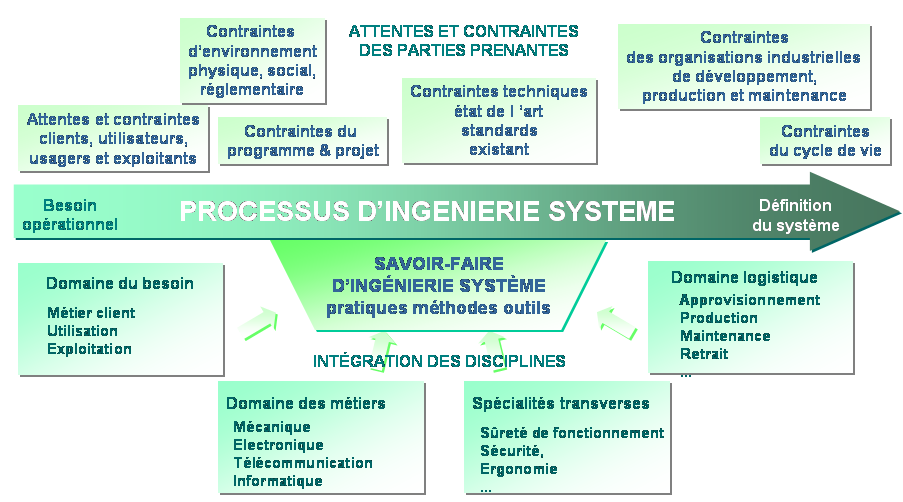 ATTENTES ET CONTRAINTES
DES PARTIES PRENANTES
Contraintes
d'environnement
physique, social,
réglementaire
Contraintes
des organisations industrielles
de développement,
production et maintenance
Attentes et contraintes
clients, utilisateurs,
usagers et exploitants
Contraintes du
programme & projet
Contraintes techniques
état de l 'art
standards
existant
Contraintes
du cycle de vie
Besoin
opérationnel
PROCESSUS D'INGENIERIE SYSTEME
Définition
du système
SAVOIR-FAIRE
D'INGÉNIERIE SYSTÈME
pratiques méthodes outils
Domaine du besoin
Métier client
Utilisation
Exploitation
Domaine logistique
Approvisionnement
Production
Maintenance
Retrait
...
INTÉGRATION DES DISCIPLINES
Domaine des métiers
Mécanique
Electronique
Télécommunication
Informatique
Spécialités transverses
Sûreté de fonctionnement
Sécurité,
Ergonomie
...